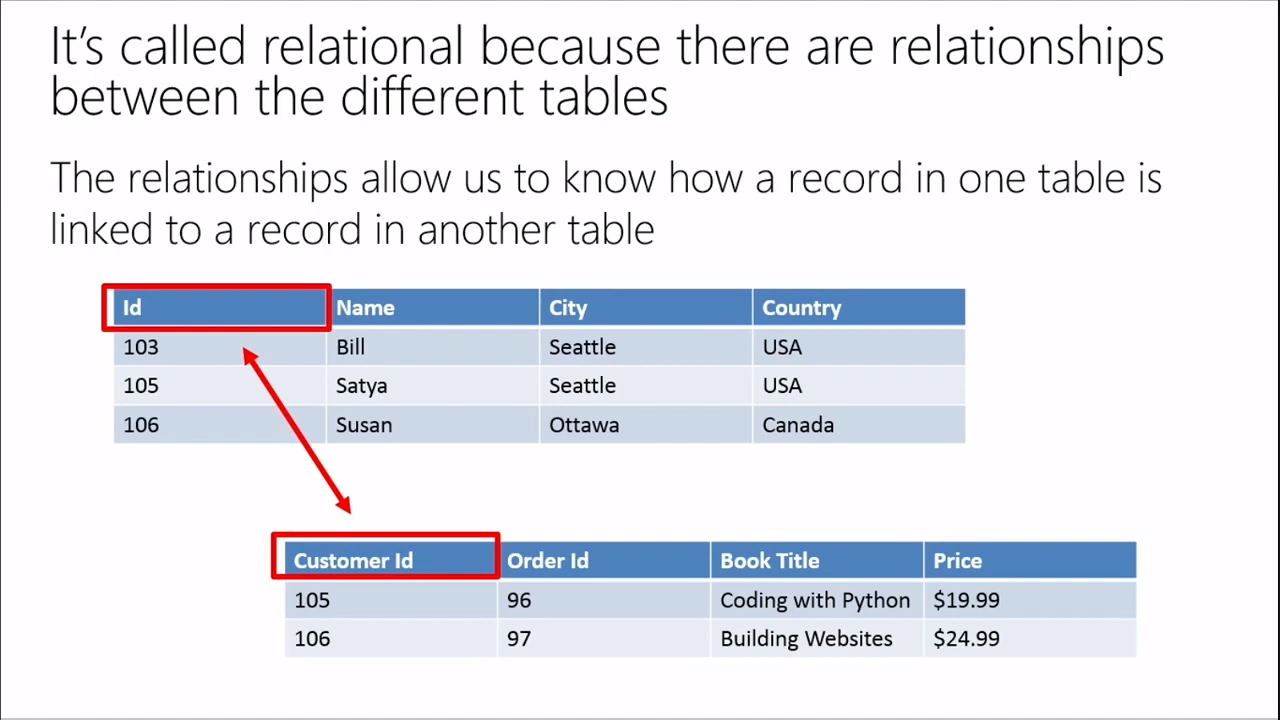 It's called relational because there are relationships
between the different tables
The relationships allow us to know how a record in one table is
linked to a record in another table
Id Name City Country
103 Bill Seattle USA
105 Satya Seattle USA
106 Susan Ottawa Canada
Customer Id Order Id Book Title Price
105 96 Coding with Python $19.99
106 97 Building Websites $24.99